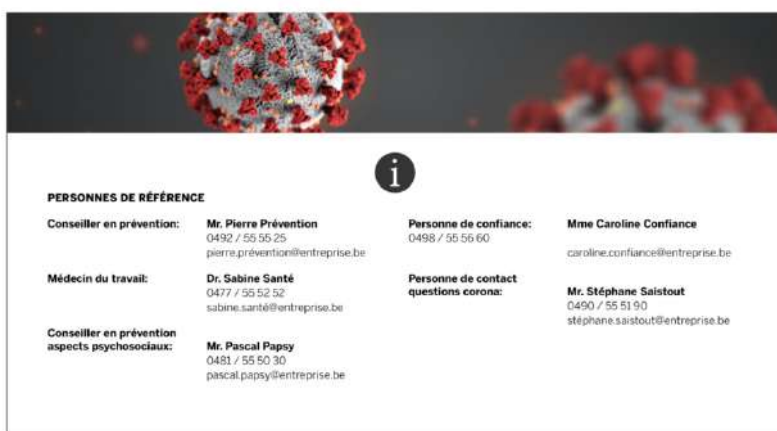 i
PERSONNES DE RÉFÉRENCE
Conseiller en prévention:
Mr. Pierre Prévention
0492 / 55 55 25
pierre.prévention@entreprise.be
Médecin du travail:
Dr. Sabine Santé
0477 / 55 52 52
sabine.santé@entreprise.be
Conseiller en prévention
aspects psychosociaux:
Mr. Pascal Papsy
0481 / 55 50 30
pascal.papsy@entreprise.be
Personne de confiance:
0498 / 55 56 60
Mme Caroline Confiance
caroline.confiance@entreprise.be
Personne de contact
questions corona:
Mr. Stéphane Saistout
0490 / 55 51 90
stéphane.saistout@entreprise.be